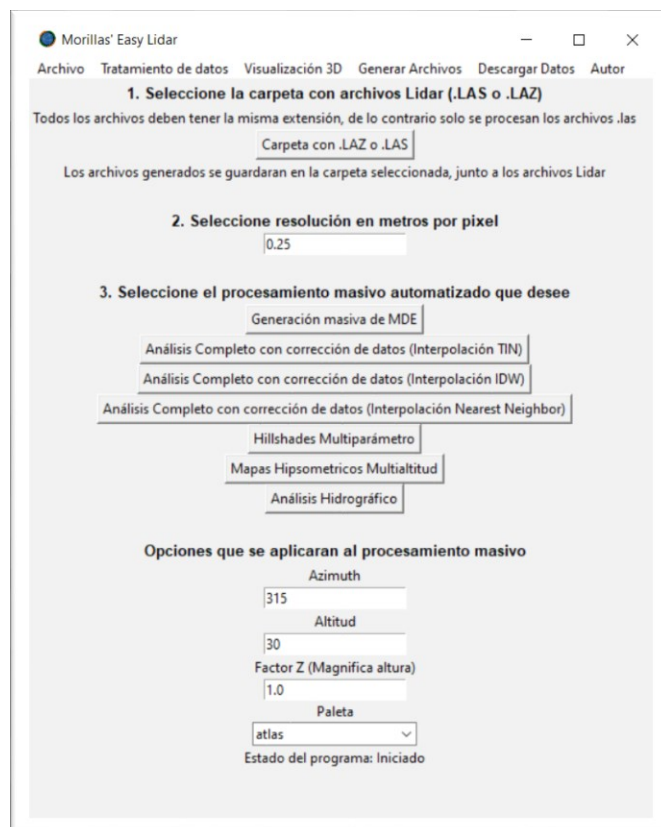 Morillas' Easy Lidar
Archivo Tratamiento de datos Visualización 3D Generar Archivos Descargar Datos Autor
1. Seleccione la carpeta con archivos Lidar (.LAS o .LAZ)
Todos los archivos deben tener la misma extensión, de lo contrario solo se procesan los archivos .las
Carpeta con .LAZ o .LAS
Los archivos generados se guardaran en la carpeta seleccionada, junto a los archivos Lidar
2. Seleccione resolución en metros por pixel
0.25
3. Seleccione el procesamiento masivo automatizado que desee
Generación masiva de MDE
Análisis Completo con corrección de datos (Interpolación TIN)
Análisis Completo con corrección de datos (Interpolación IDW)
Análisis Completo con corrección de datos (Interpolación Nearest Neighbor)
Hillshades Multiparámetro
Mapas Hipsometricos Multialtitud
Análisis Hidrográfico
Opciones que se aplicaran al procesamiento masivo
Azimuth
315
Altitud
30
Factor Z (Magnifica altura)
1.0
Paleta
atlas
Estado del programa: Iniciado